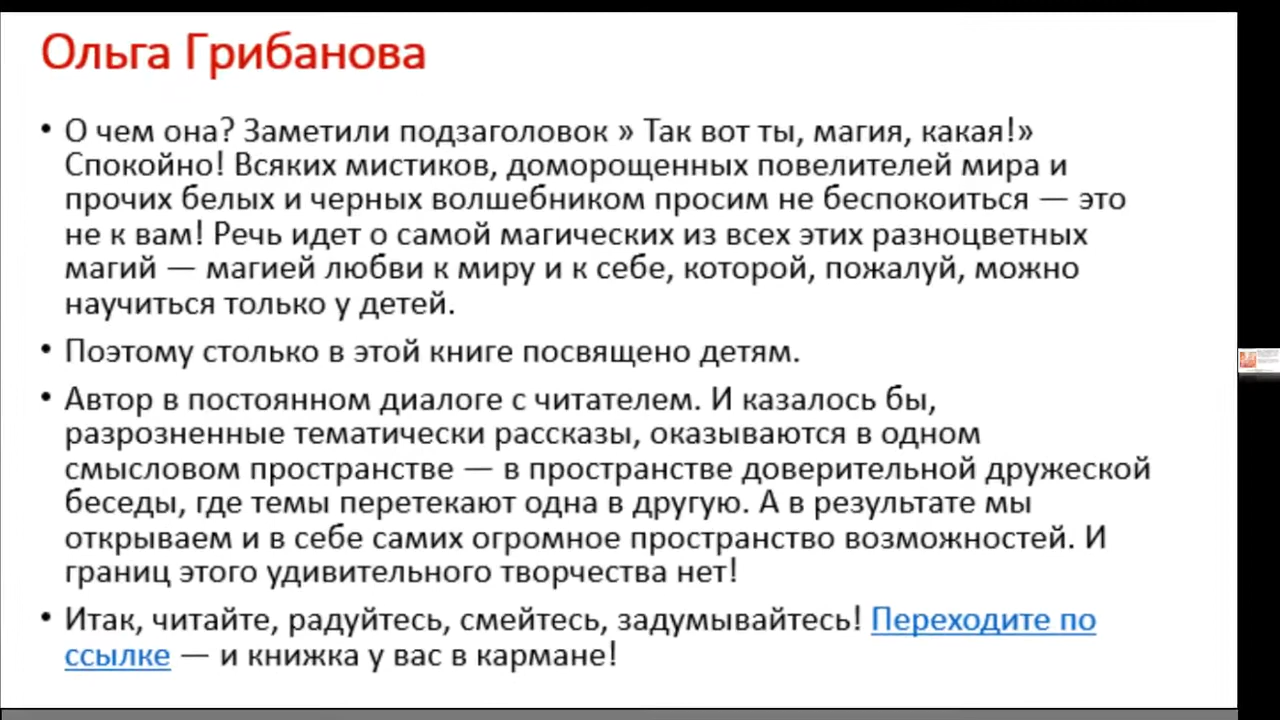 Ольга Грибанова
• О чем она? Заметили подзаголовок » Так вот ты, магия, какая!»
Спокойно! Всяких мистиков, доморощенных повелителей мира и
прочих белых и черных волшебником просим не беспокоиться — это
не к вам! Речь идет о самой магических из всех этих разноцветных
магий — магией любви к миру и к себе, которой, пожалуй, можно
научиться только у детей.
• Поэтому столько в этой книге посвящено детям.
• Автор в постоянном диалоге с читателем. И казалось бы,
разрозненные тематически рассказы, оказываются в одном
смысловом пространстве — в пространстве доверительной дружеской
беседы, где темы перетекают одна в другую. А в результате мы
открываем и в себе самих огромное пространство возможностей. И
границ этого удивительного творчества нет!
• Итак, читайте, радуйтесь, смейтесь, задумывайтесь! Переходите по
ссылке — и книжка у вас в кармане!